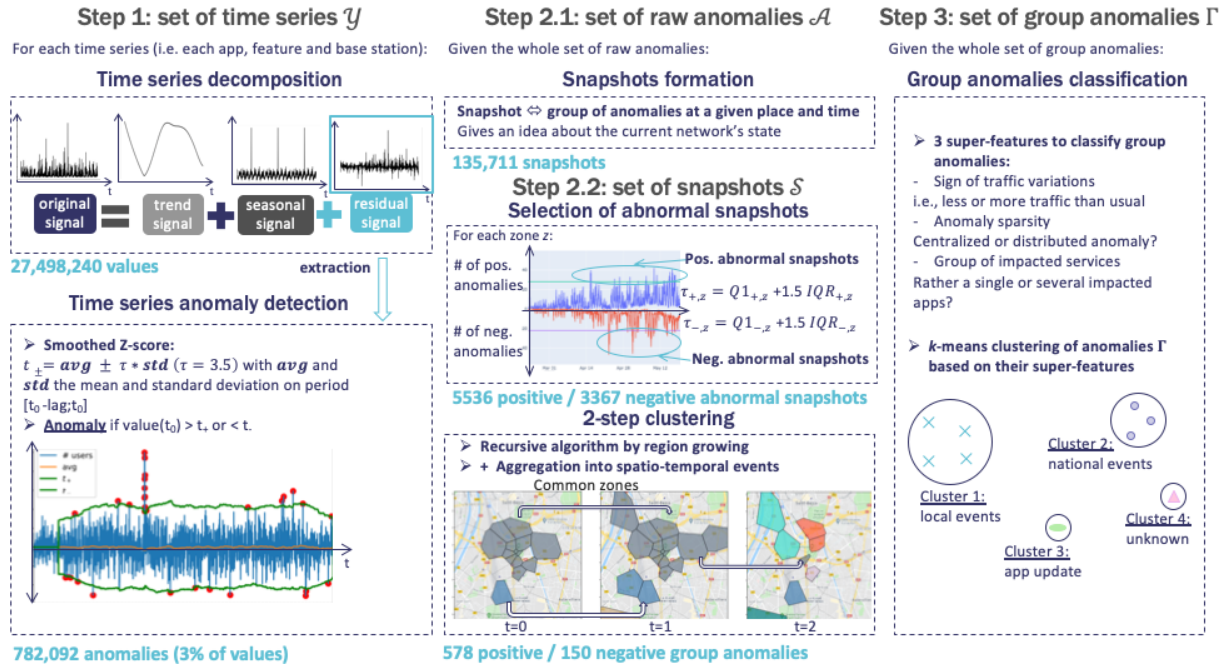 Step 1: set of time series 𝒴
For each time series (i.e. each app, feature and base station):
Time series decomposition
t
t
t
t
original signal
=
trend signal
+
seasonal signal
+
residual signal
27,498,240 values
extraction
Time series anomaly detection
➤ Smoothed Z-score:
t ± = avg ± τ * std (τ = 3.5) with avg and
std the mean and standard deviation on period
[t₀ -lag;t₀]
➤ Anomaly if value(t₀) > t₊ or < t.
# users
avg
t₊
t
782,092 anomalies (3% of values)
Step 2.1: set of raw anomalies 𝒜
Given the whole set of raw anomalies:
Snapshots formation
Snapshot ⇔ group of anomalies at a given place and time
Gives an idea about the current network's state
135,711 snapshots
Step 2.2: set of snapshots 𝒮
Selection of abnormal snapshots
For each zone z:
# of pos. anomalies
Pos. abnormal snapshots
τ₊,z = Q1₊,z +1.5 IQR₊,z
# of neg. anomalies
τ₋,z = Q1₋,z +1.5 IQR₋,z
Neg. abnormal snapshots
5536 positive / 3367 negative abnormal snapshots
2-step clustering
➤ Recursive algorithm by region growing
➤ + Aggregation into spatio-temporal events
Common zones
t=0
t=1
t=2
578 positive / 150 negative group anomalies
Step 3: set of group anomalies Γ
Given the whole set of group anomalies:
Group anomalies classification
➤ 3 super-features to classify group
anomalies:
- Sign of traffic variations
i.e., less or more traffic than usual
- Anomaly sparsity
Centralized or distributed anomaly?
- Group of impacted services
Rather a single or several impacted
apps?
➤ k-means clustering of anomalies Γ
based on their super-features
Cluster 1:
local events
Cluster 2:
national events
Cluster 3:
app update
Cluster 4:
unknown